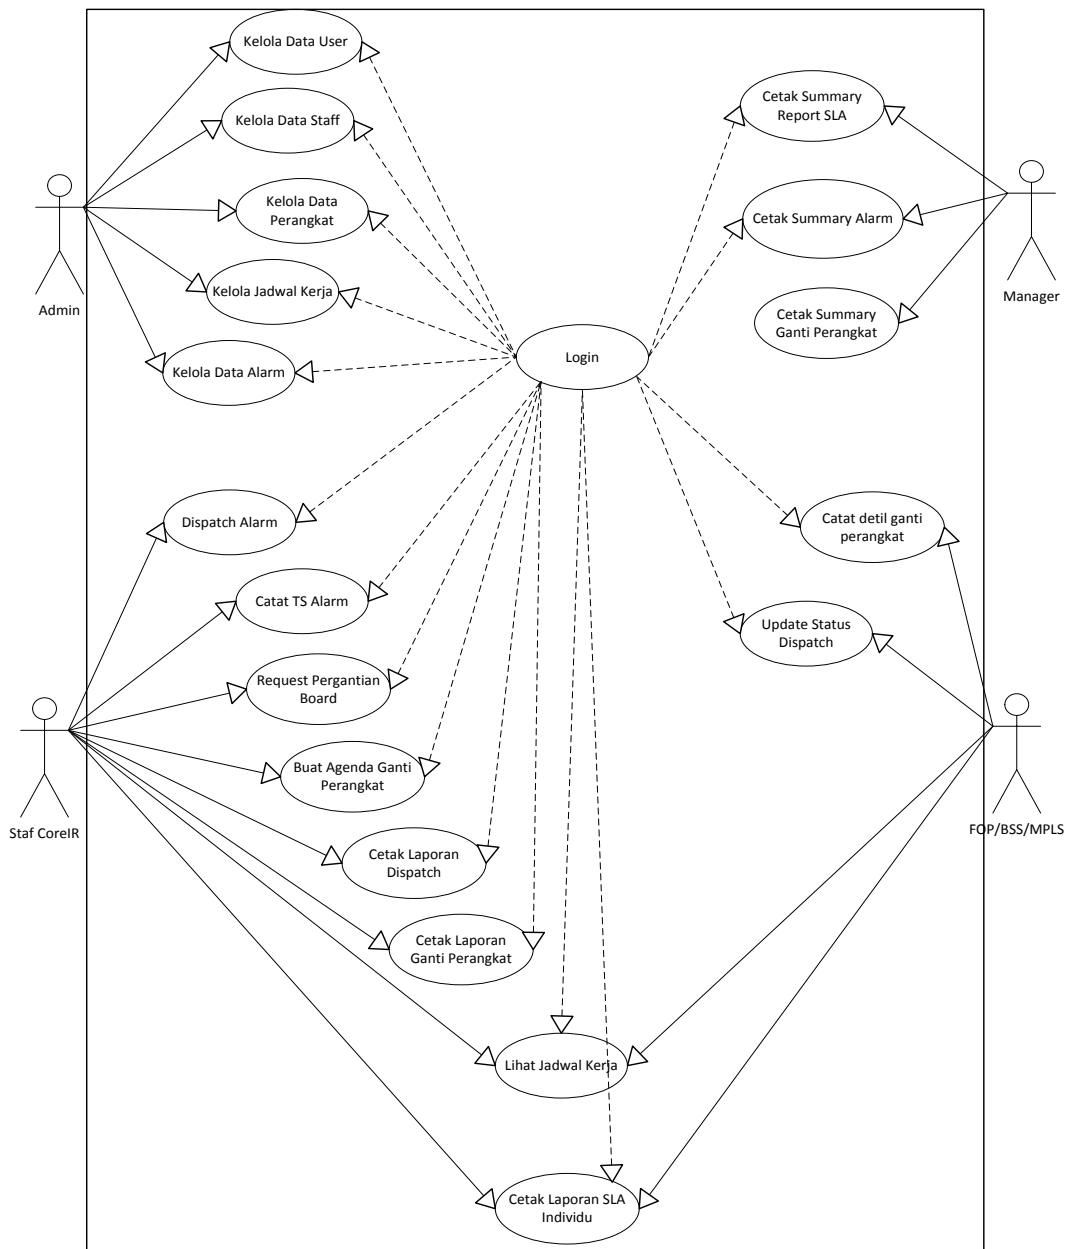 Kelola Data User
Kelola Data Staff
Kelola Data
Perangkat
Kelola Jadwal Kerja
Kelola Data Alarm
Admin
Cetak Summary
Report SLA
Cetak Summary Alarm
Cetak Summary
Ganti Perangkat
Manager
Login
Dispatch Alarm
Catat TS Alarm
Request Pergantian
Board
Buat Agenda Ganti
Perangkat
Cetak Laporan
Dispatch
Cetak Laporan
Ganti Perangkat
Staf CoreIR
Catat detil ganti
perangkat
Update Status
Dispatch
FOP/BSS/MPLS
Lihat Jadwal Kerja
Cetak Laporan SLA
Individu